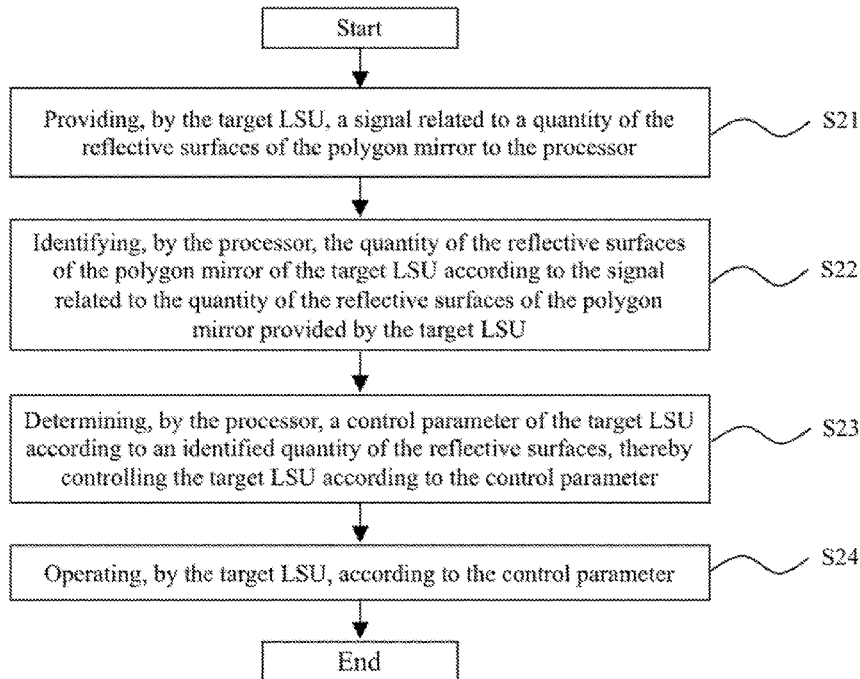 Start
Providing, by the target LSU, a signal related to a quantity of the
reflective surfaces of the polygon mirror to the processor
S21
Identifying, by the processor, the quantity of the reflective surfaces
of the polygon mirror of the target LSU according to the signal
related to the quantity of the reflective surfaces of the polygon
mirror provided by the target LSU
S22
Determining, by the processor, a control parameter of the target LSU
according to an identified quantity of the reflective surfaces, thereby
controlling the target LSU according to the control parameter
S23
Operating, by the target LSU, according to the control parameter
S24
End